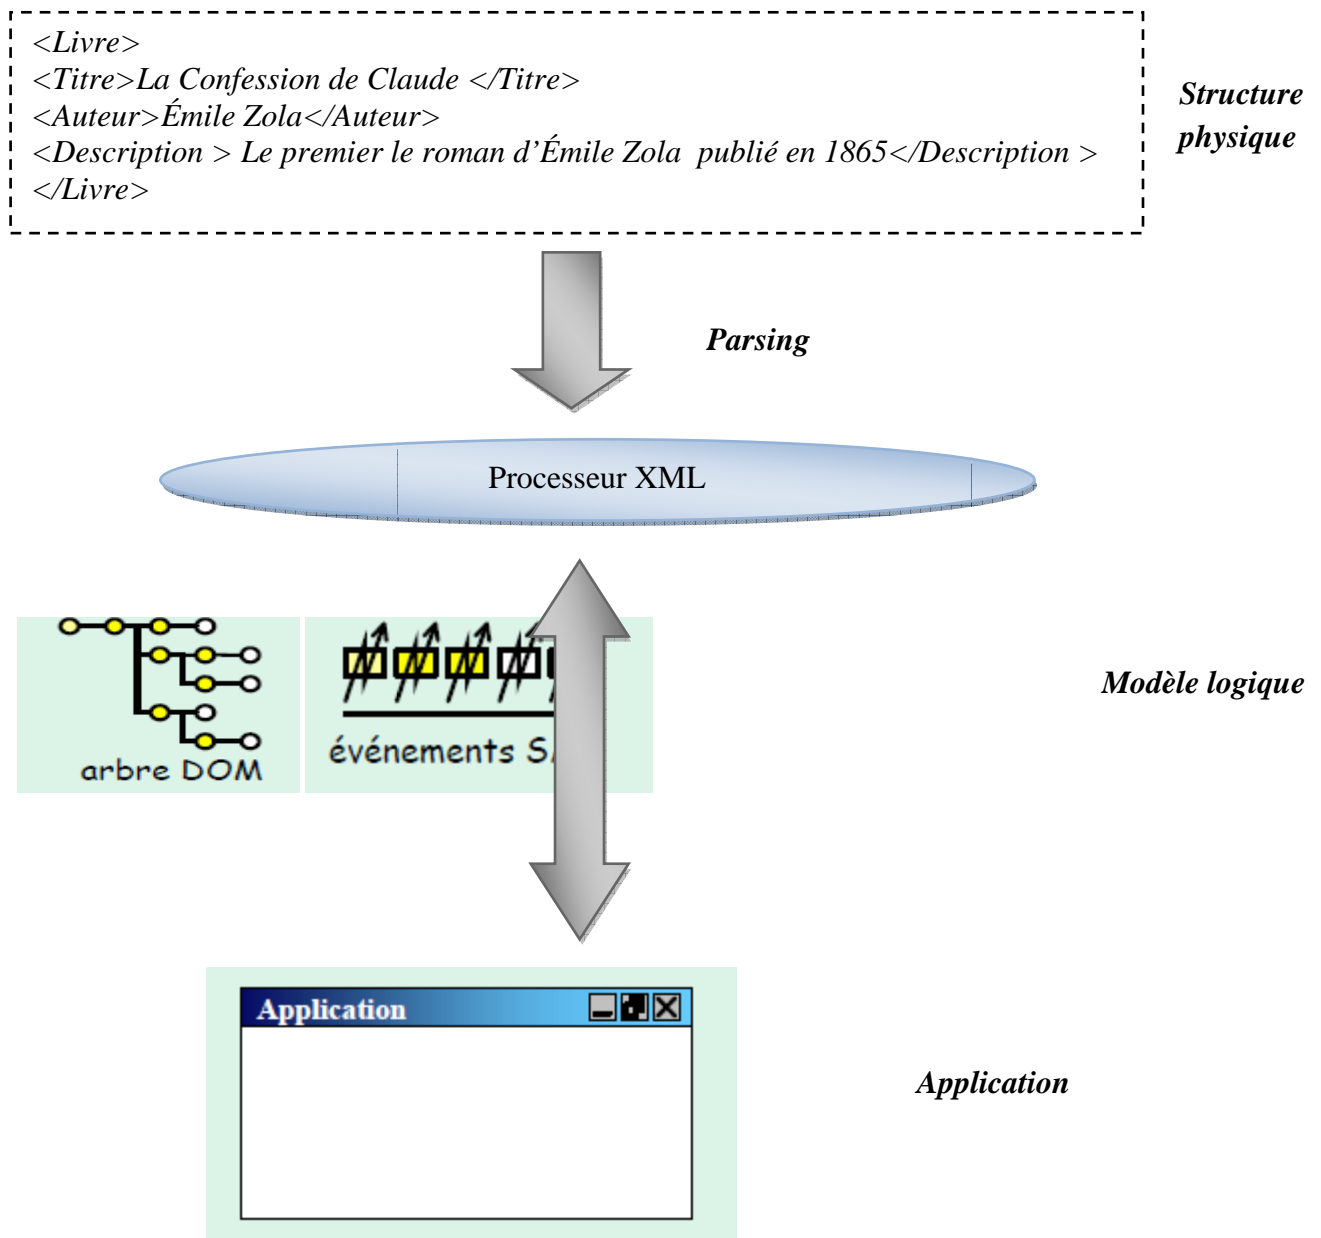 <Livre>
<Titre>La Confession de Claude </Titre>
<Auteur>Émile Zola</Auteur>
<Description > Le premier le roman d’Émile Zola  publié en 1865</Description >
</Livre>
Structure
physique
Parsing
Processeur XML
Modèle logique
arbre DOM
événements
Application
Application